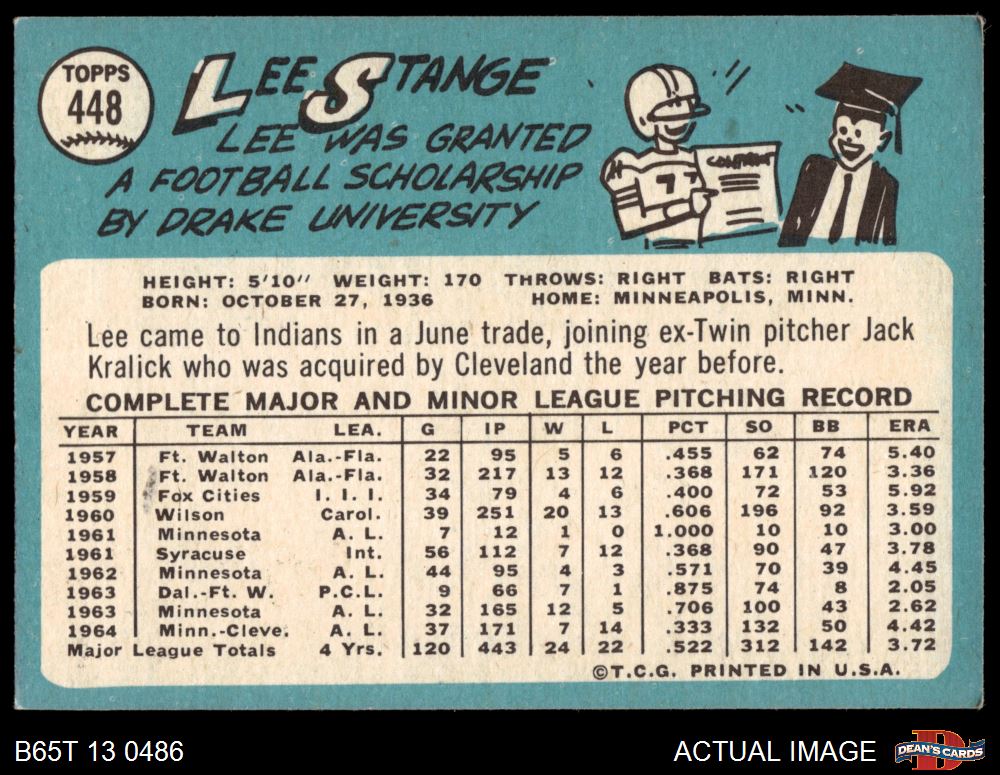 TOPPS
448
LEE STANGE
LEE WAS GRANTED
A FOOTBALL SCHOLARSHIP
BY DRAKE UNIVERSITY
CONTRACT
77
HEIGHT: 5'10" WEIGHT: 170 THROWS: RIGHT BATS: RIGHT
BORN: OCTOBER 27, 1936 HOME: MINNEAPOLIS, MINN.
Lee came to Indians in a June trade, joining ex-Twin pitcher Jack
Kralick who was acquired by Cleveland the year before.
COMPLETE MAJOR AND MINOR LEAGUE PITCHING RECORD
YEAR TEAM LEA. G IP W L PCT SO BB ERA
1957 Ft. Walton Ala.-Fla. 22 95 5 6 .455 62 74 5.40
1958 Ft. Walton Ala.-Fla. 32 217 13 12 .368 171 120 3.36
1959 Fox Cities I. I. I. 34 79 4 6 .400 72 53 5.92
1960 Wilson Carol. 39 251 20 13 .606 196 92 3.59
1961 Minnesota A. L. 7 12 1 0 1.000 10 10 3.00
1961 Syracuse Int. 56 112 7 12 .368 90 47 3.78
1962 Minnesota A. L. 44 95 4 3 .571 70 39 4.45
1963 Dal.-Ft. W. P.C.L. 9 66 7 1 .875 74 8 2.05
1963 Minnesota A. L. 32 165 12 5 .706 100 43 2.62
1964 Minn.-Cleve. A. L. 37 171 7 14 .333 132 50 4.42
Major League Totals 4 Yrs. 120 443 24 22 .522 312 142 3.72
©T.C.G. PRINTED IN U.S.A.
B65T 13 0486
ACTUAL IMAGE
DEAN'S CARDS